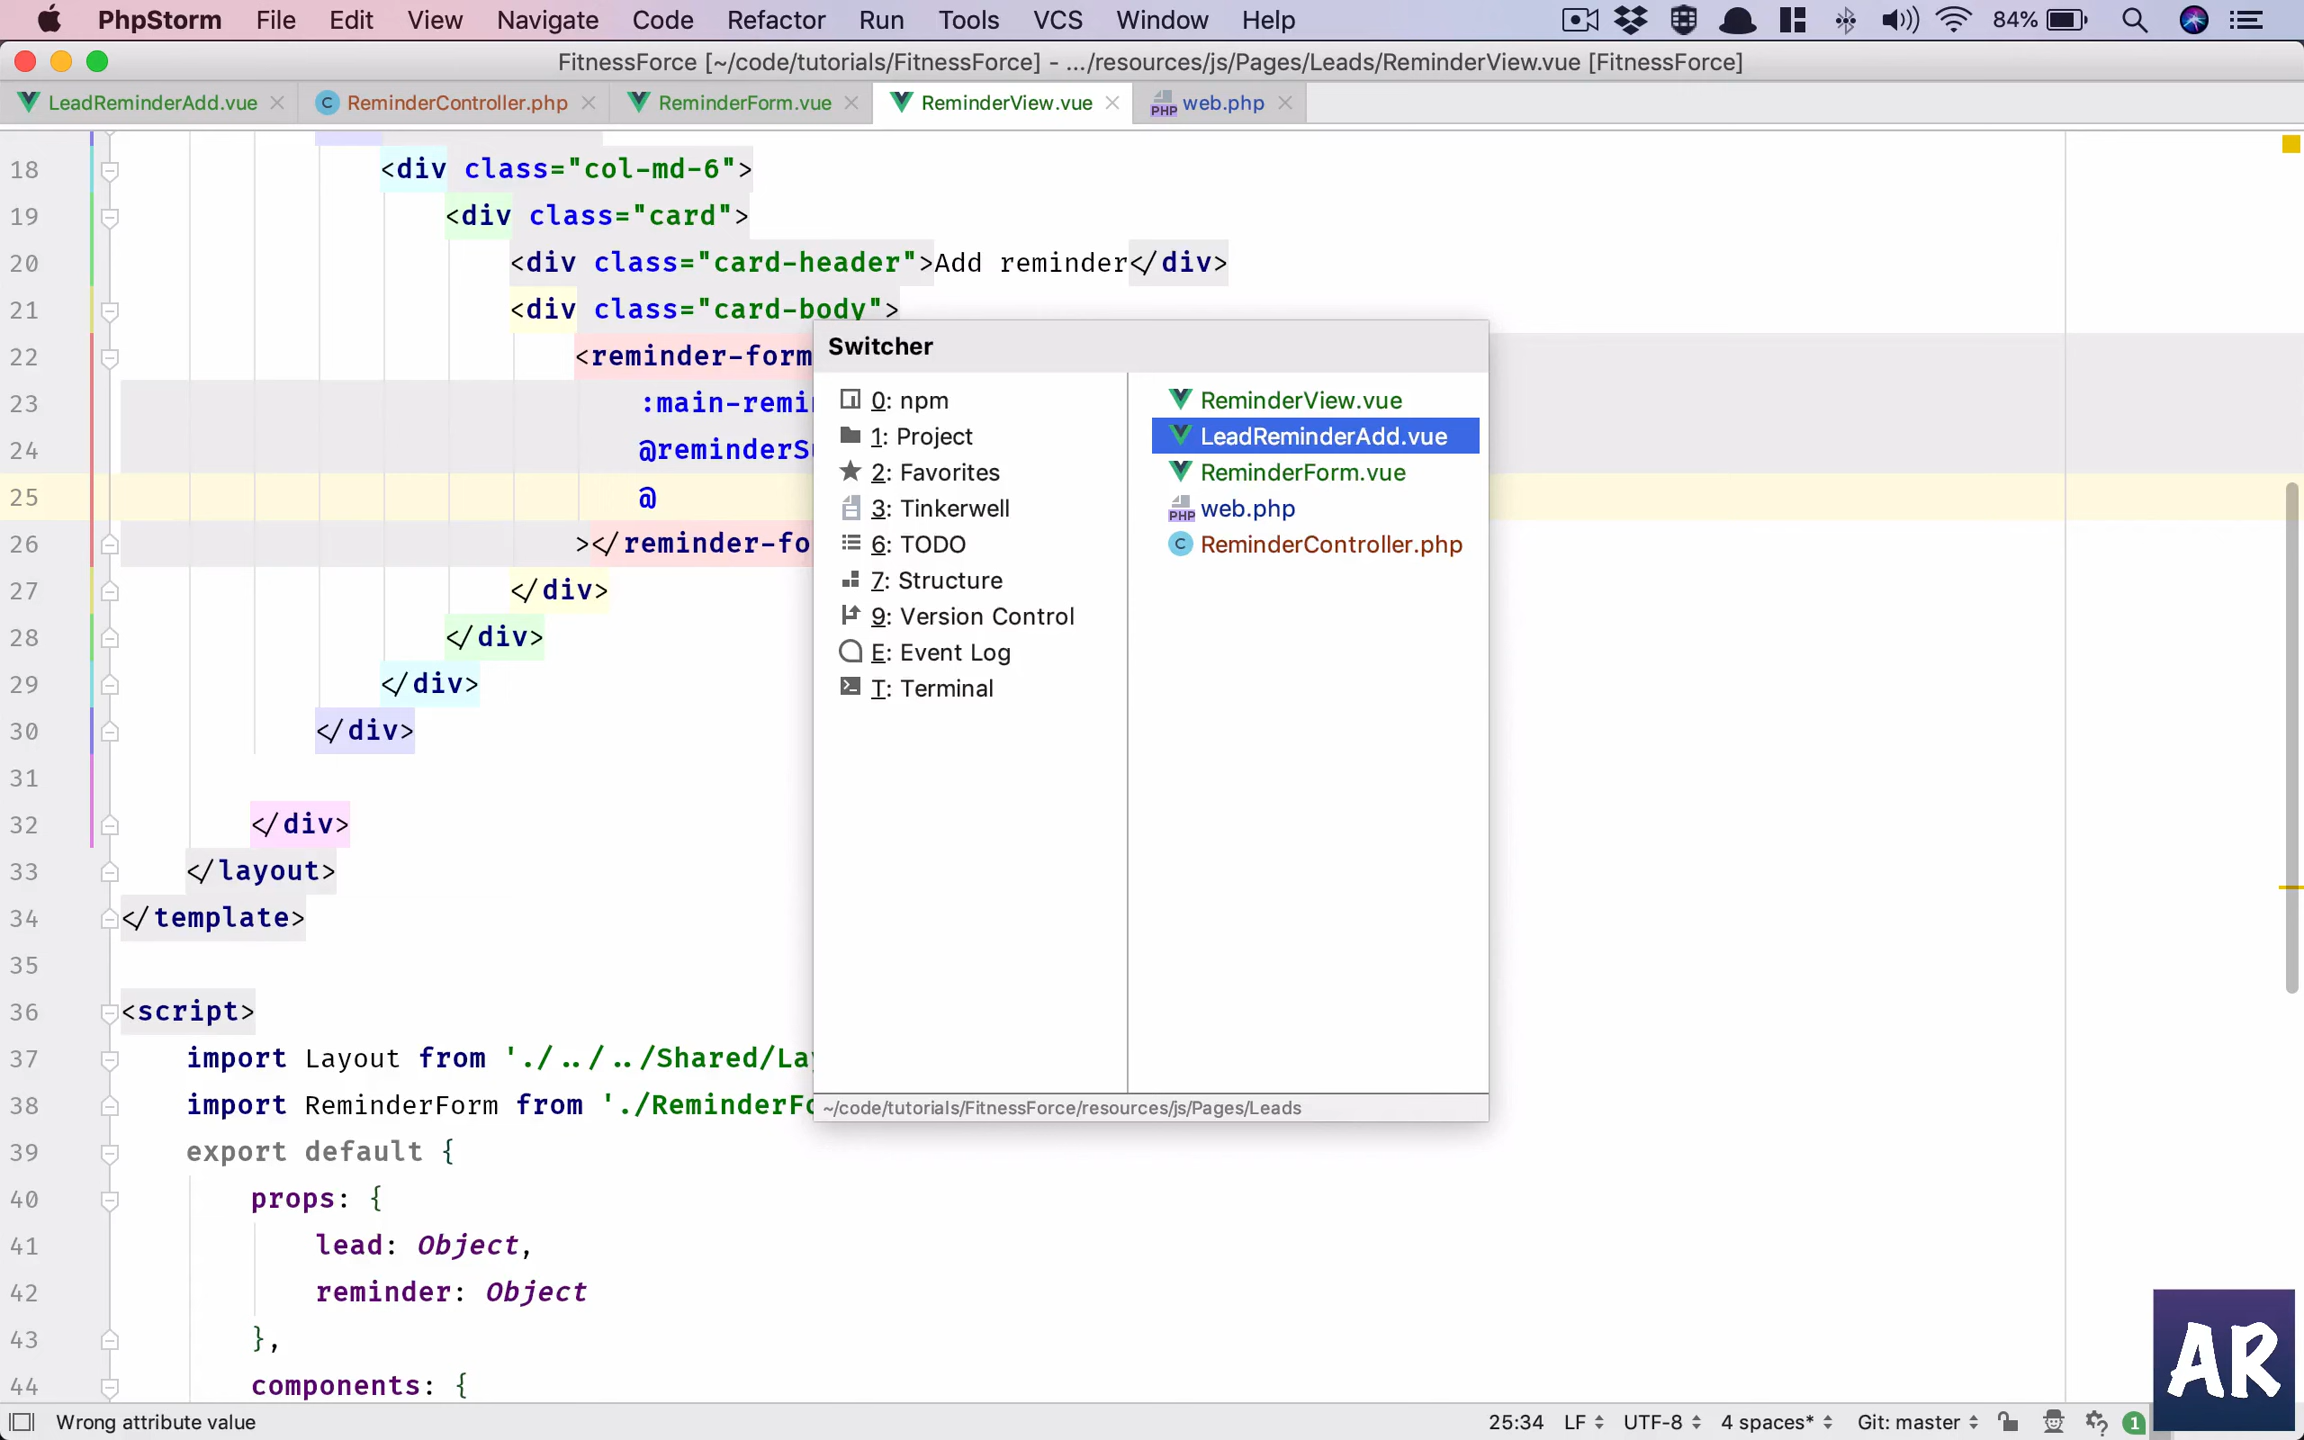 PhpStorm File Edit View Navigate Code Refactor Run Tools VCS Window Help 84%
FitnessForce [~/code/tutorials/FitnessForce] - .../resources/js/Pages/Leads/ReminderView.vue [FitnessForce]
LeadReminderAdd.vue ReminderController.php ReminderForm.vue ReminderView.vue web.php
18 <div class="col-md-6">
19 <div class="card">
20 <div class="card-header">Add reminder</div>
21 <div class="card-body">
22 <reminder-form
23 :main-remi
24 @reminderS
25 @
26 ></reminder-fo
27 </div>
28 </div>
29 </div>
30 </div>
31
32 </div>
33 </layout>
34 </template>
35
36 <script>
37 import Layout from './../../Shared/La
38 import ReminderForm from './ReminderFo
39 export default {
40 props: {
41 lead: Object,
42 reminder: Object
43 },
44 components: {
Switcher
0: npm
1: Project
2: Favorites
3: Tinkerwell
6: TODO
7: Structure
9: Version Control
E: Event Log
T: Terminal
ReminderView.vue
LeadReminderAdd.vue
ReminderForm.vue
web.php
ReminderController.php
~/code/tutorials/FitnessForce/resources/js/Pages/Leads
Wrong attribute value 25:34 LF UTF-8 4 spaces* Git: master 1
AR